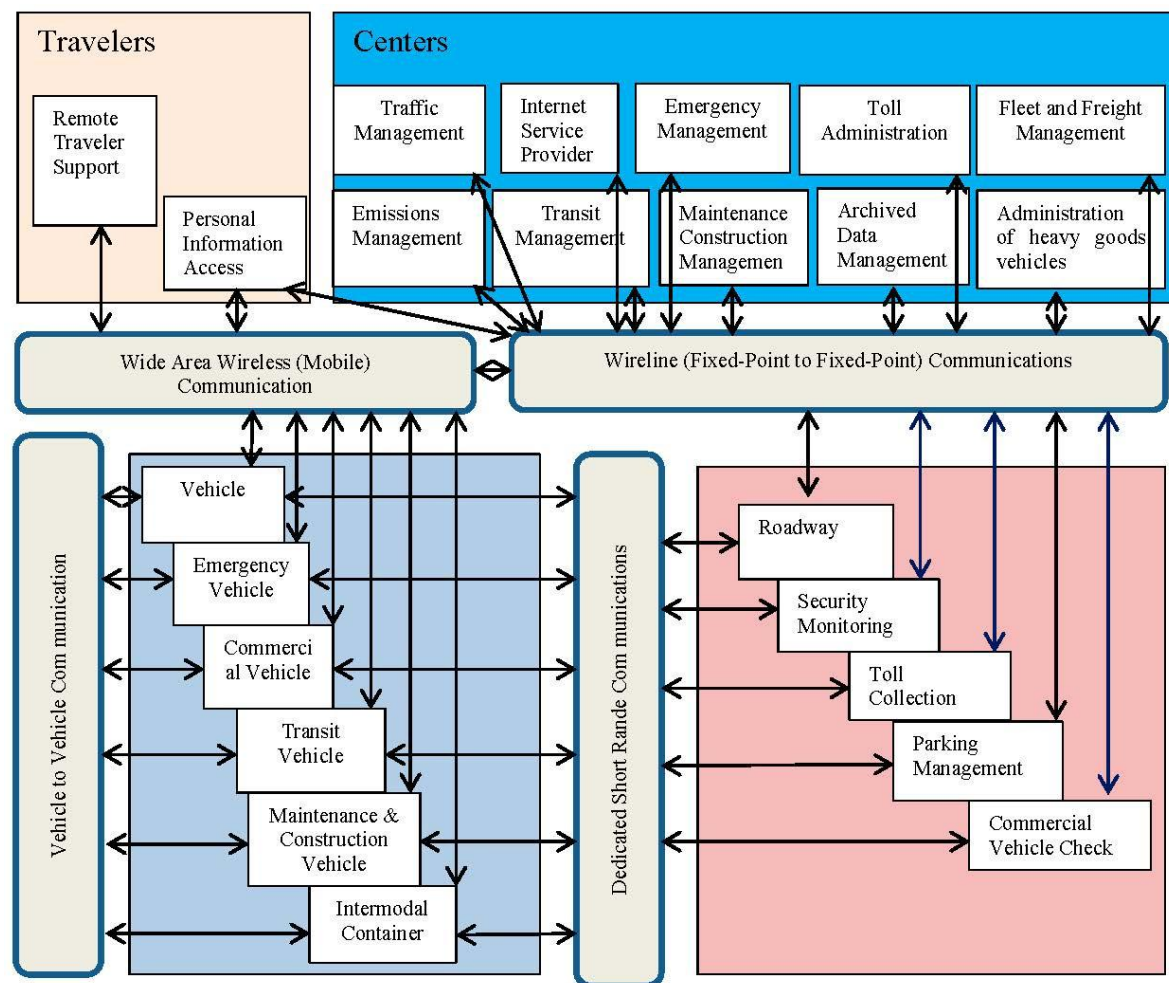 Travelers
Centers
Remote
Traveler
Support
Personal
Information
Access
Traffic
Management
Internet
Service
Provider
Emergency
Management
Toll
Administration
Fleet and Freight
Management
Emissions
Management
Transit
Management
Maintenance
Construction
Managemen
Archived
Data
Management
Administration
of heavy goods
vehicles
Wide Area Wireless (Mobile)
Communication
Wireline (Fixed-Point to Fixed-Point) Communications
Vehicle to Vehicle Communication
Vehicle
Emergency
Vehicle
Commerci
al Vehicle
Transit
Vehicle
Maintenance &
Construction
Vehicle
Intermodal
Container
Dedicated Short Rande Communications
Roadway
Security
Monitoring
Toll
Collection
Parking
Management
Commercial
Vehicle Check